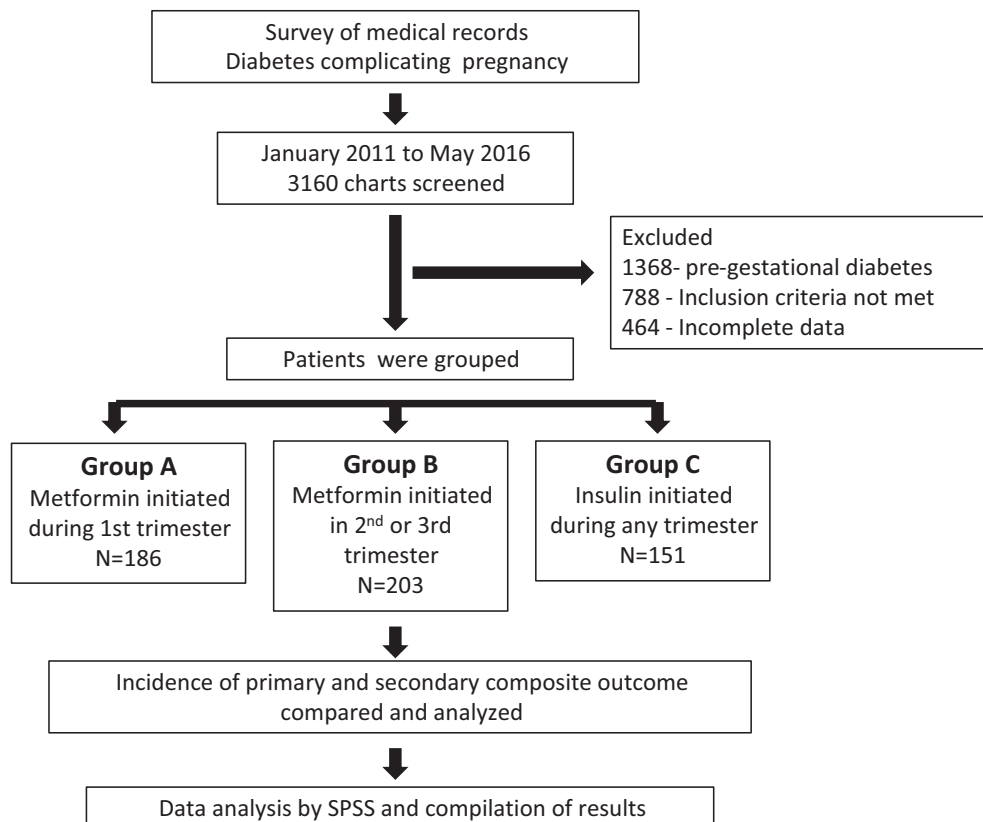 Survey of medical records
Diabetes complicating pregnancy
January 2011 to May 2016
3160 charts screened
Excluded
1368- pre-gestational diabetes
788 - Inclusion criteria not met
464 - Incomplete data
Patients were grouped
Group A
Metformin initiated
during 1st trimester
N=186
Group B
Metformin initiated
in 2nd or 3rd
trimester
N=203
Group C
Insulin initiated
during any trimester
N=151
Incidence of primary and secondary composite outcome
compared and analyzed
Data analysis by SPSS and compilation of results